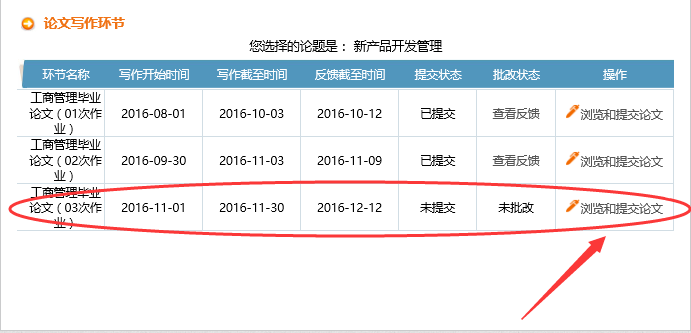 论文写作环节
您选择的论题是： 新产品开发管理
环节名称 写作开始时间 写作截至时间 反馈截至时间 提交状态 批改状态 操作
工商管理毕业
论文（01次作
业）
2016-08-01 2016-10-03 2016-10-12 已提交 查看反馈 浏览和提交论文
工商管理毕业
论文（02次作
业）
2016-09-30 2016-11-03 2016-11-09 已提交 查看反馈 浏览和提交论文
工商管理毕业
论文（03次作
业）
2016-11-01 2016-11-30 2016-12-12 未提交 未批改 浏览和提交论文